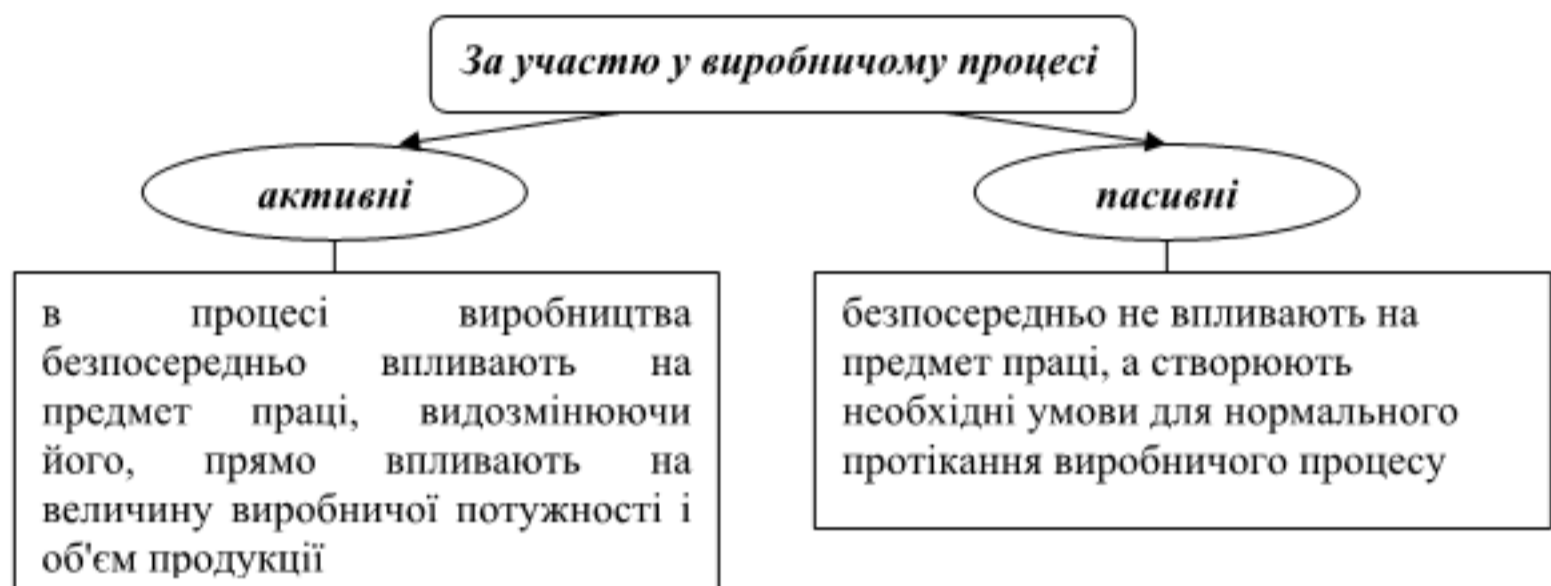 За участю у виробничому процесі
активні
пасивні
в процесі виробництва
безпосередньо впливають на
предмет праці, видозмінюючи
його, прямо впливають на
величину виробничої потужності і
об'єм продукції
безпосередньо не впливають на
предмет праці, а створюють
необхідні умови для нормального
протікання виробничого процесу